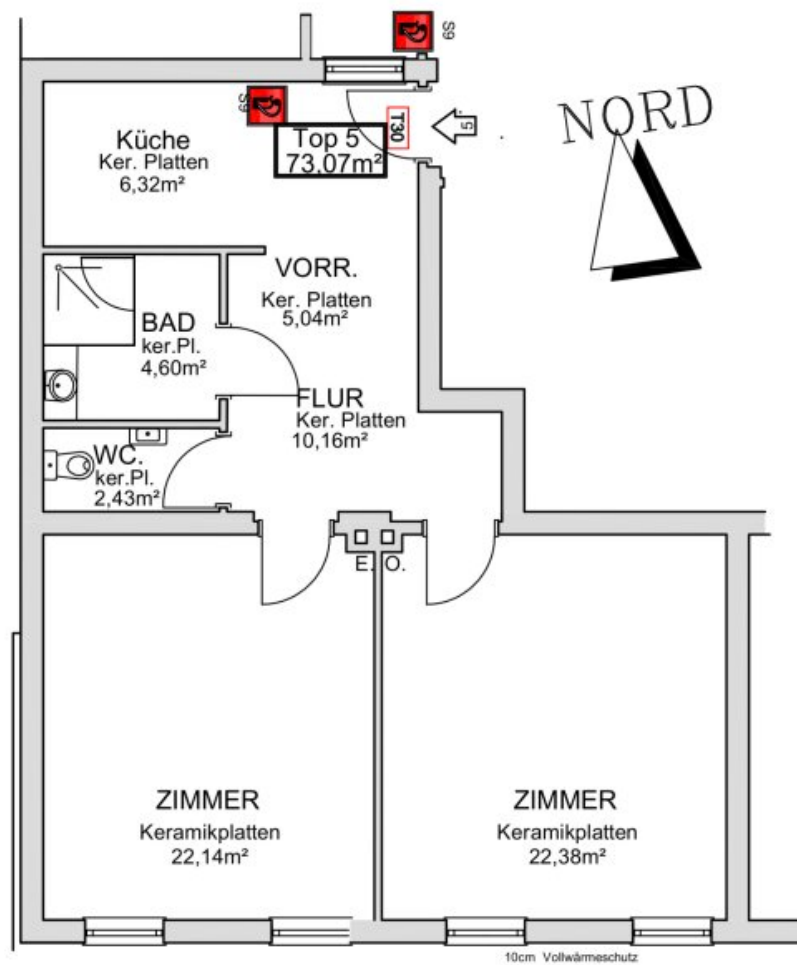 S9
S9
T30
5
NORD
Küche
Ker. Platten
6,32m²
Top 5
73,07m²
VORR.
Ker. Platten
5,04m²
BAD
ker.Pl.
4,60m²
FLUR
Ker. Platten
10,16m²
WC.
ker.Pl.
2,43m²
E. O.
ZIMMER
Keramikplatten
22,14m²
ZIMMER
Keramikplatten
22,38m²
10cm Vollwärmeschutz